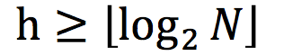 h ≥ ⌊log₂ N⌋